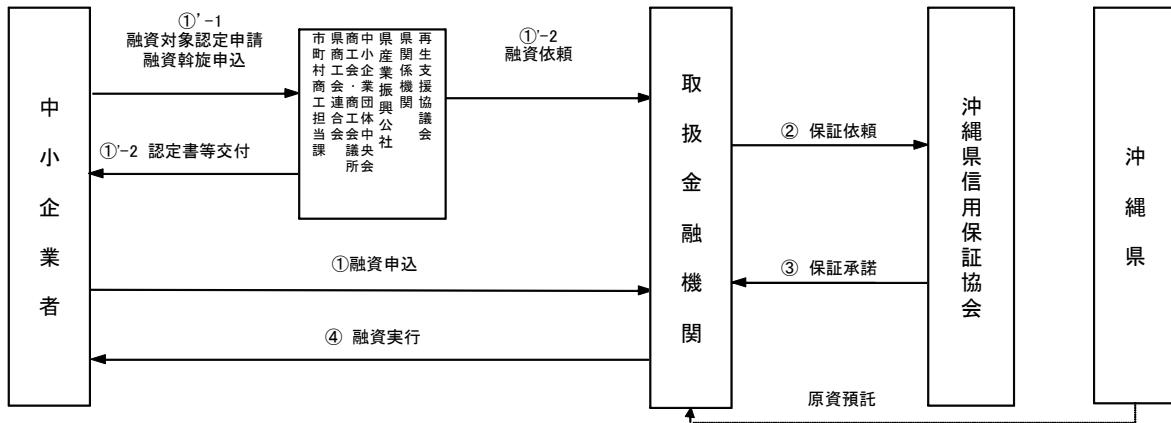 中小企業者
①'-1
融資対象認定申請
融資斡旋申込
①'-2 認定書等交付
再生支援協議会
県関係機関
県産業振興公社
中小企業団体中央会
商工会・商工会議所
県商工会連合会
市町村商工担当課
①'-2
融資依頼
①融資申込
④ 融資実行
取扱金融機関
② 保証依頼
③ 保証承諾
沖縄県信用保証協会
沖縄県
原資預託